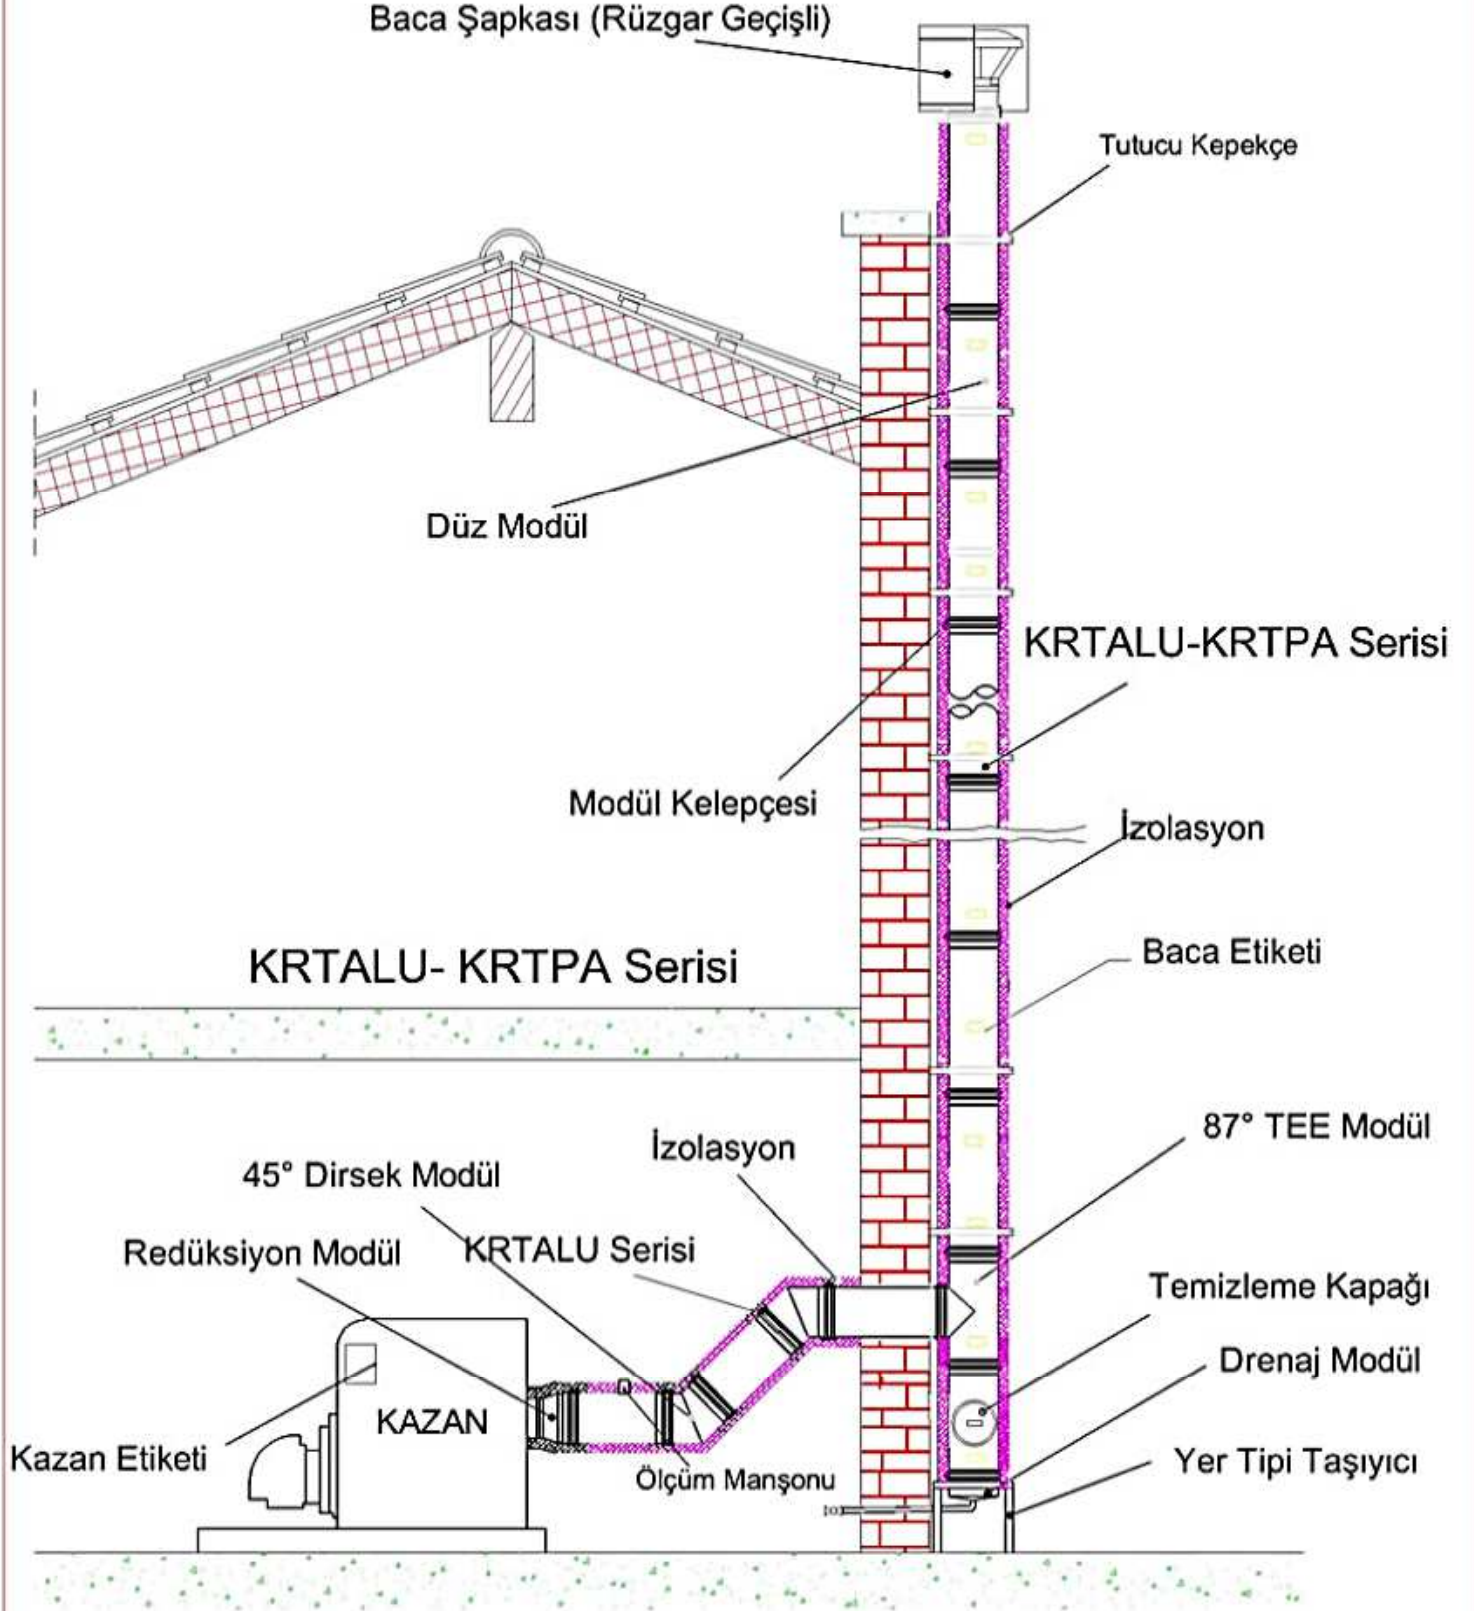 Baca Şapkası (Rüzgar Geçişli)
Tutucu Kepekçe
Düz Modül
KRTALU-KRTPA Serisi
Modül Kelepçesi
İzolasyon
KRTALU- KRTPA Serisi
Baca Etiketi
87° TEE Modül
İzolasyon
45° Dirsek Modül
Redüksiyon Modül
KRTALU Serisi
Temizleme Kapağı
Drenaj Modül
KAZAN
Kazan Etiketi
Ölçüm Manşonu
Yer Tipi Taşıyıcı